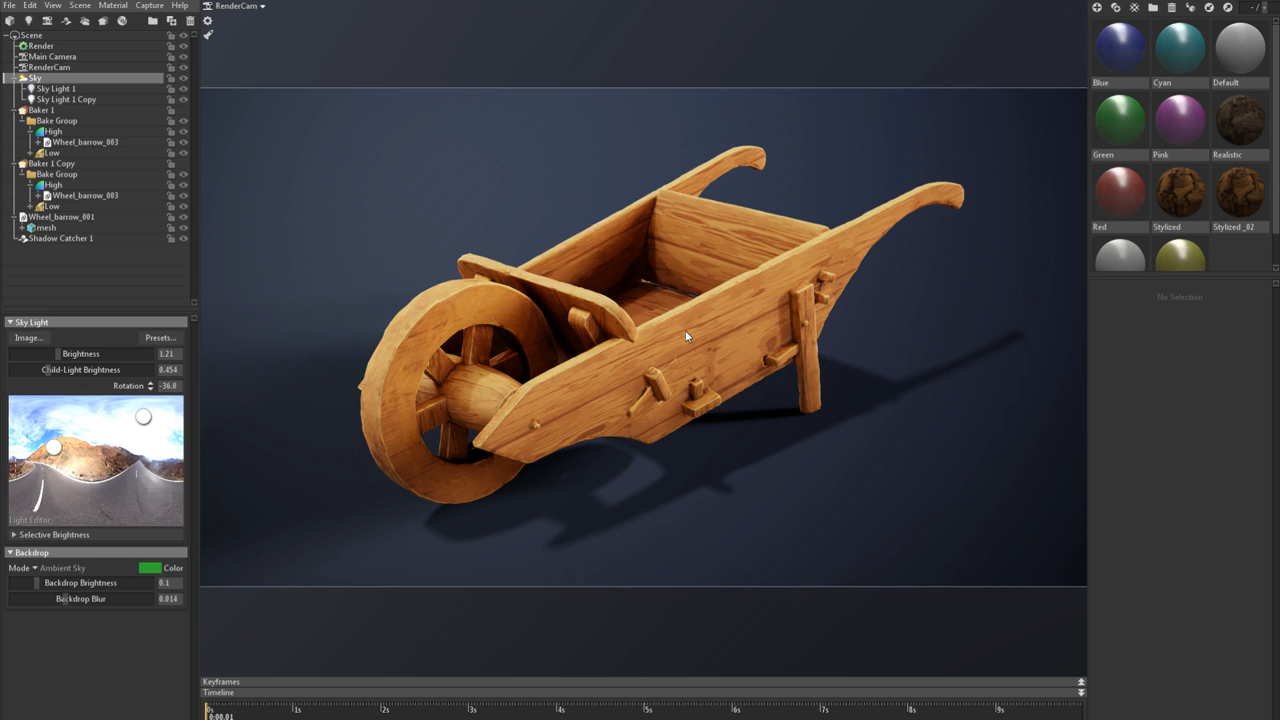 File Edit View Scene Material Capture Help
RenderCam
- /
Scene
Render
Main Camera
RenderCam
Sky
Sky Light 1
Sky Light 1 Copy
Baker 1
Bake Group
High
Wheel_barrow_003
Low
Baker 1 Copy
Bake Group
High
Wheel_barrow_003
Low
Wheel_barrow_001
mesh
Shadow Catcher 1
Sky Light
Image... Presets...
Brightness 1.21
Child-Light Brightness 0.454
Rotation -36.0
Light Editor
Selective Brightness
Backdrop
Mode Ambient Sky Color
Backdrop Brightness 0.1
Backdrop Blur 0.014
Blue Cyan Default
Green Pink Realistic
Red Stylized Stylized _02
No Selection
Keyframes
Timeline
0s 1s 2s 3s 4s 5s 6s 7s 8s 9s
0:00.01